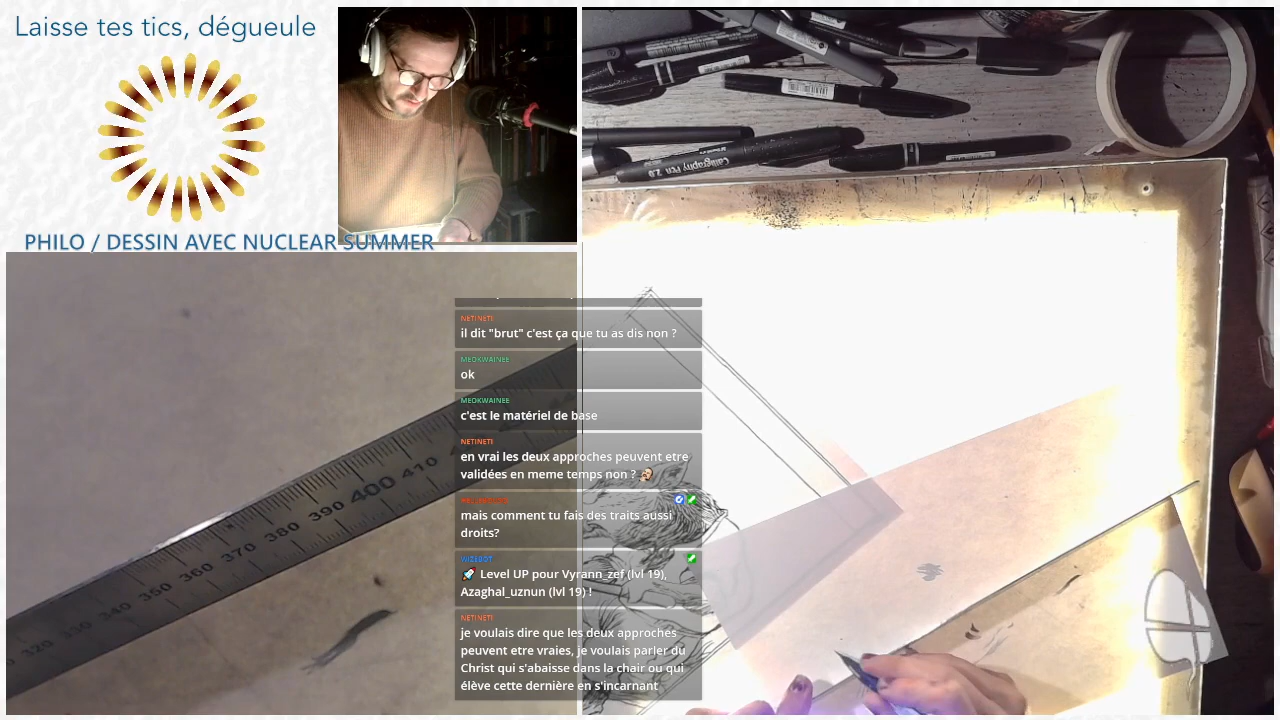 Laisse tes tics, dégueule
PHILO / DESSIN AVEC NUCLEAR SUMMER
NETINETI
il dit "brut" c'est ça que tu as dis non ?
MEOKWAINEE
ok
MEOKWAINEE
c'est le matériel de base
NETINETI
en vrai les deux approches peuvent etre
validées en meme temps non ?
mais comment tu fais des traits aussi
droits?
WIZEBOT
🚀 Level UP pour Vyrann_zef (lvl 19),
Azaghal_uznun (lvl 19) !
NETINETI
je voulais dire que les deux approches
peuvent etre vraies, je voulais parler du
Christ qui s'abaisse dans la chair ou qui
élève cette dernière en s'incarnant
320 330 340 350 360 370 380 390 400 410
Calligraphy Pen 2.0